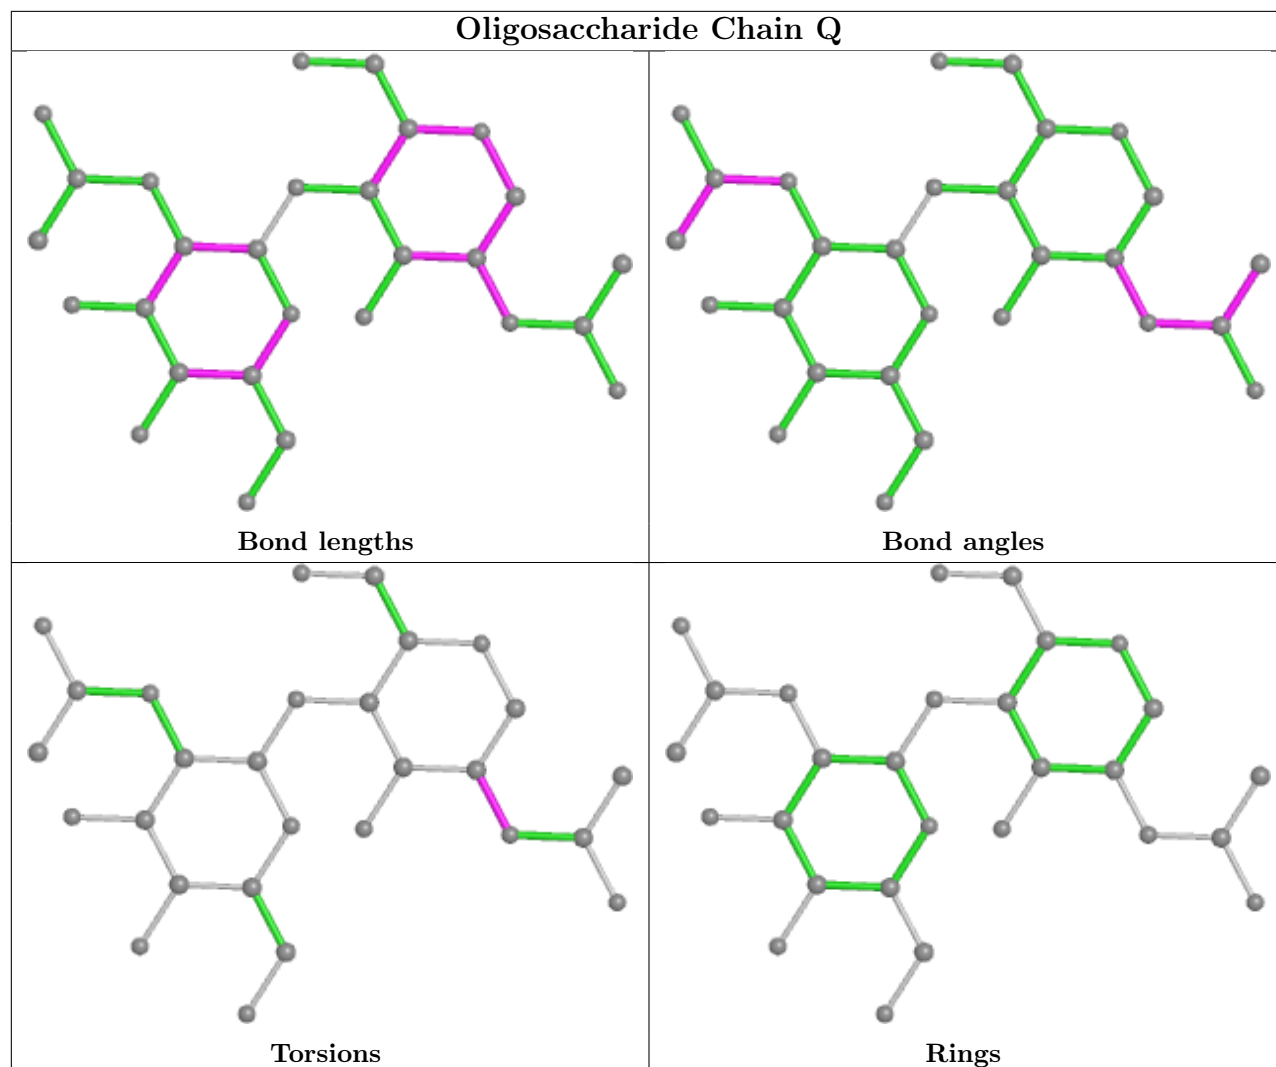 Oligosaccharide Chain Q
Bond lengths
Bond angles
Torsions
Rings